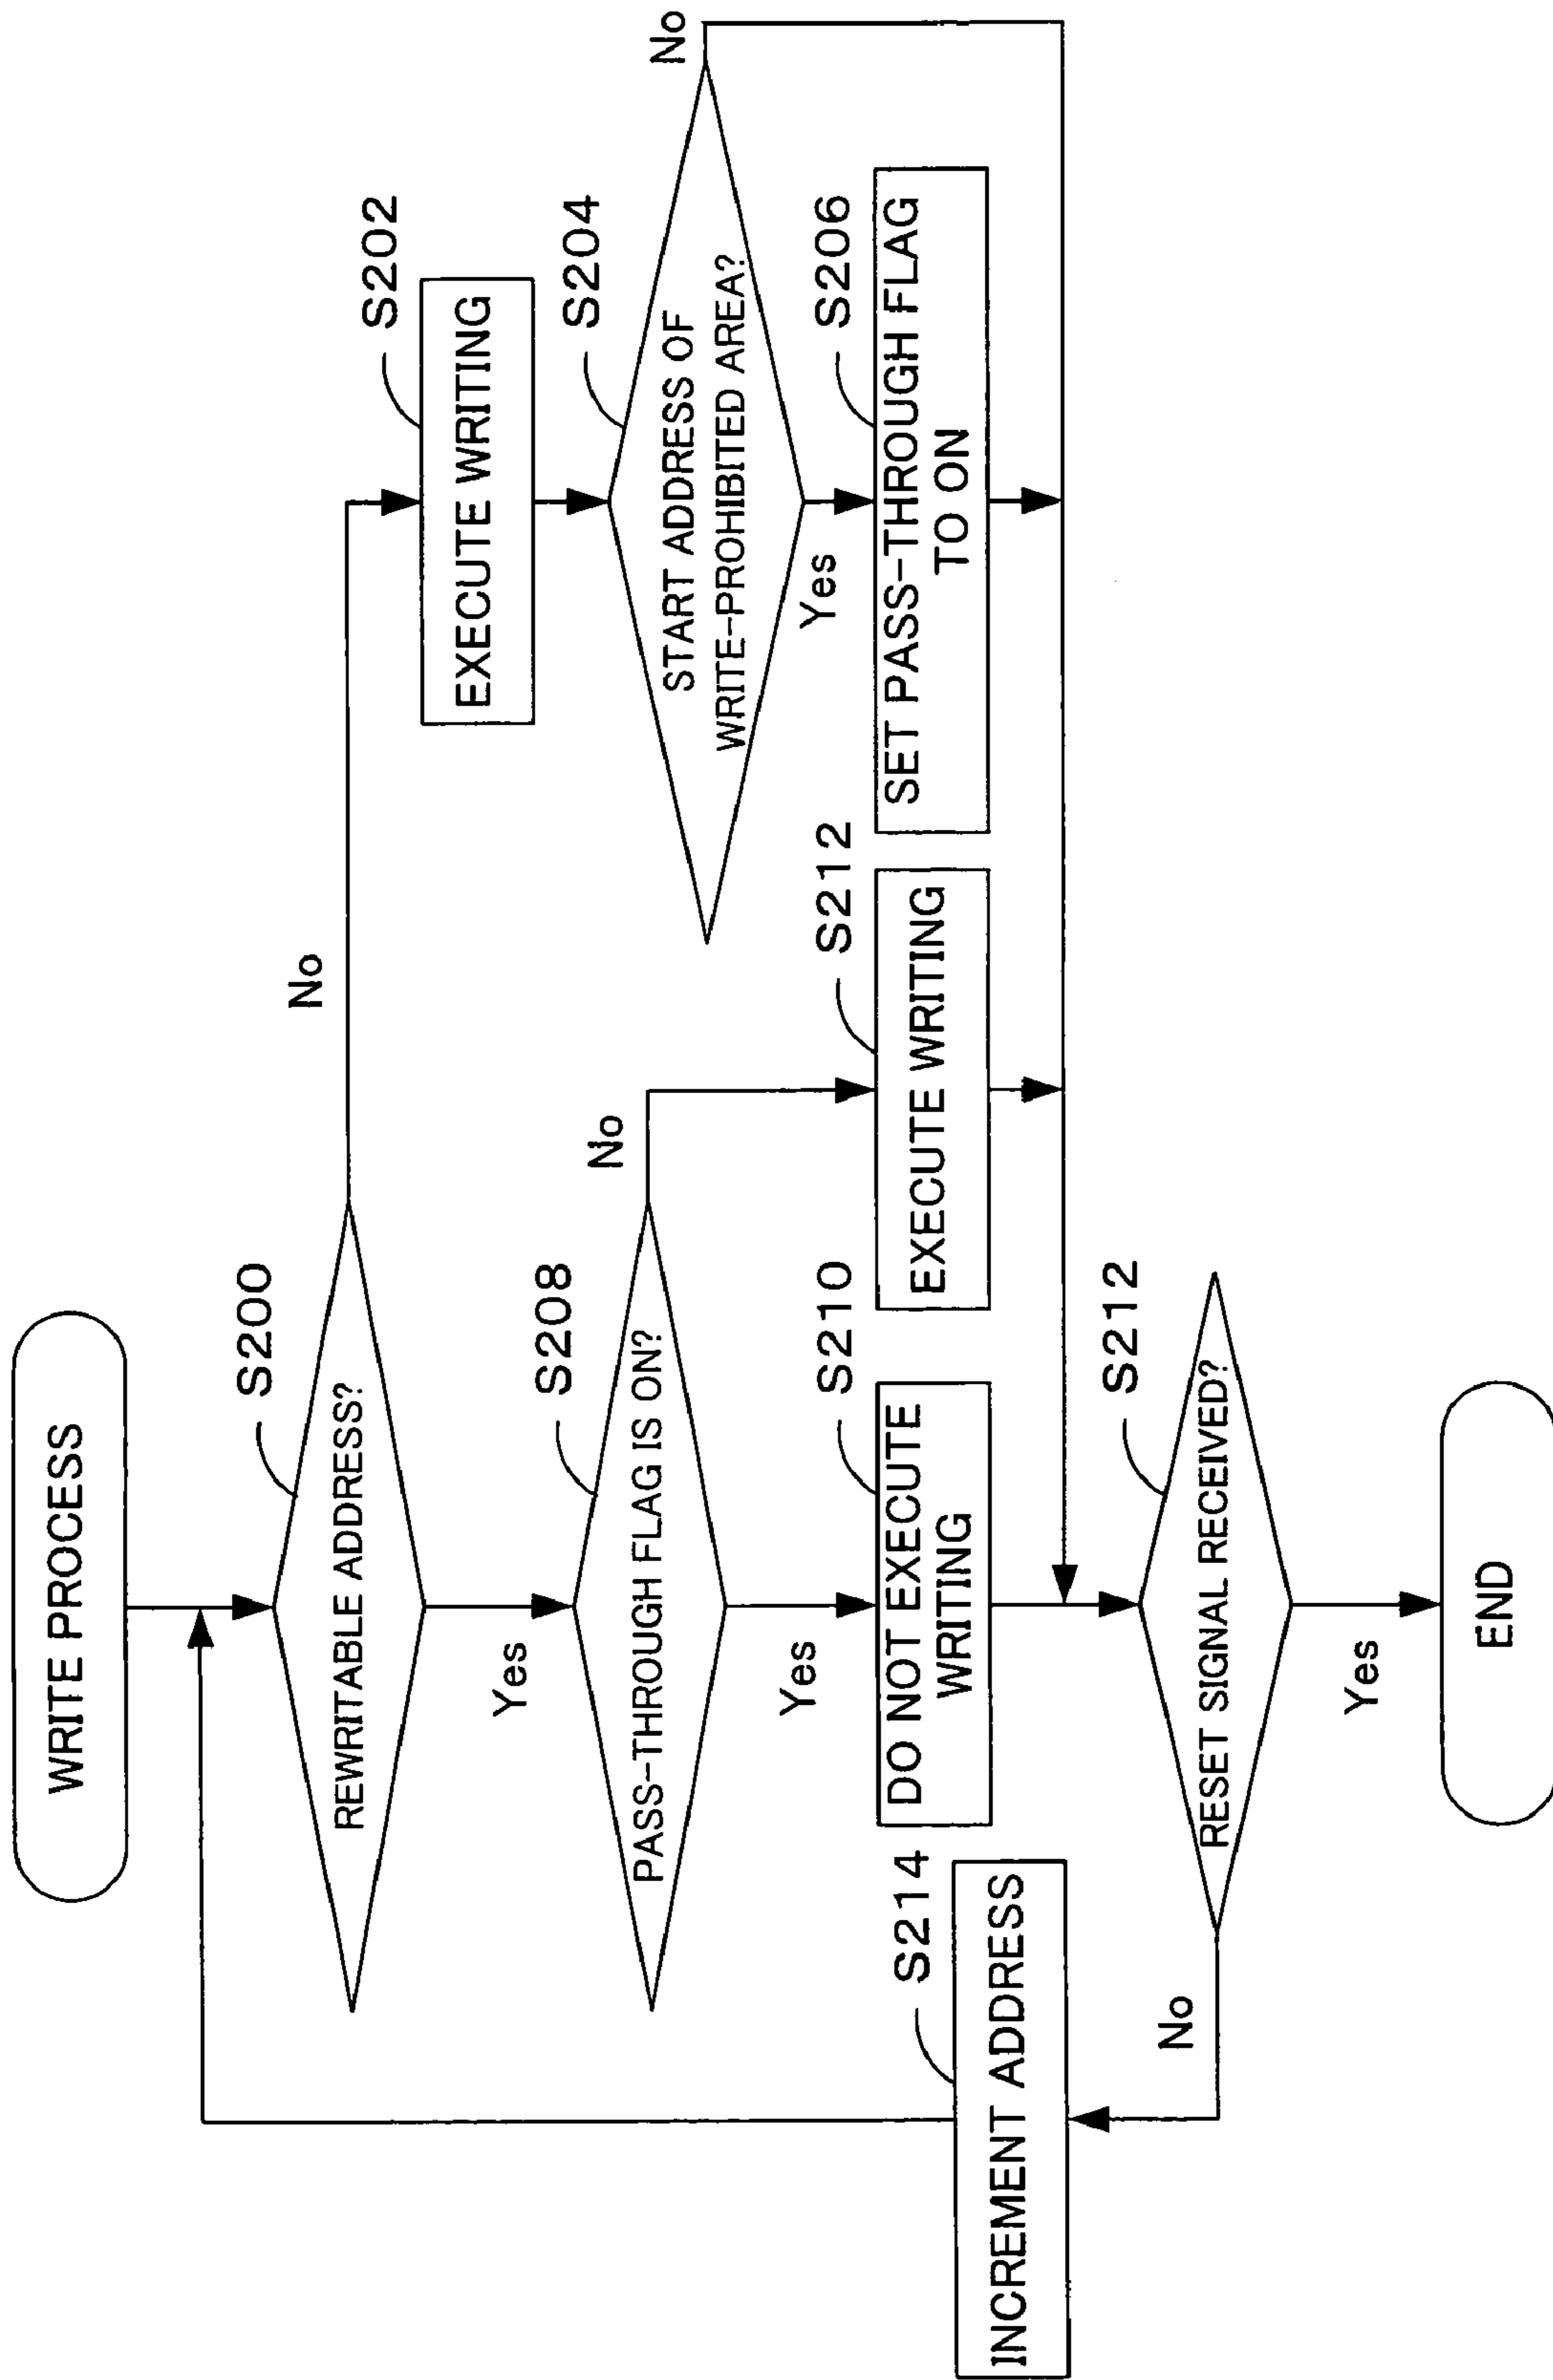 WRITE PROCESS
S200
REWRITABLE ADDRESS?
No
Yes
S202
EXECUTE WRITING
S204
START ADDRESS OF
WRITE-PROHIBITED AREA?
No
Yes
S206
SET PASS-THROUGH FLAG
TO ON
S208
PASS-THROUGH FLAG IS ON?
No
Yes
S212
EXECUTE WRITING
S210
DO NOT EXECUTE
WRITING
S212
RESET SIGNAL RECEIVED?
No
Yes
S214
INCREMENT ADDRESS
END